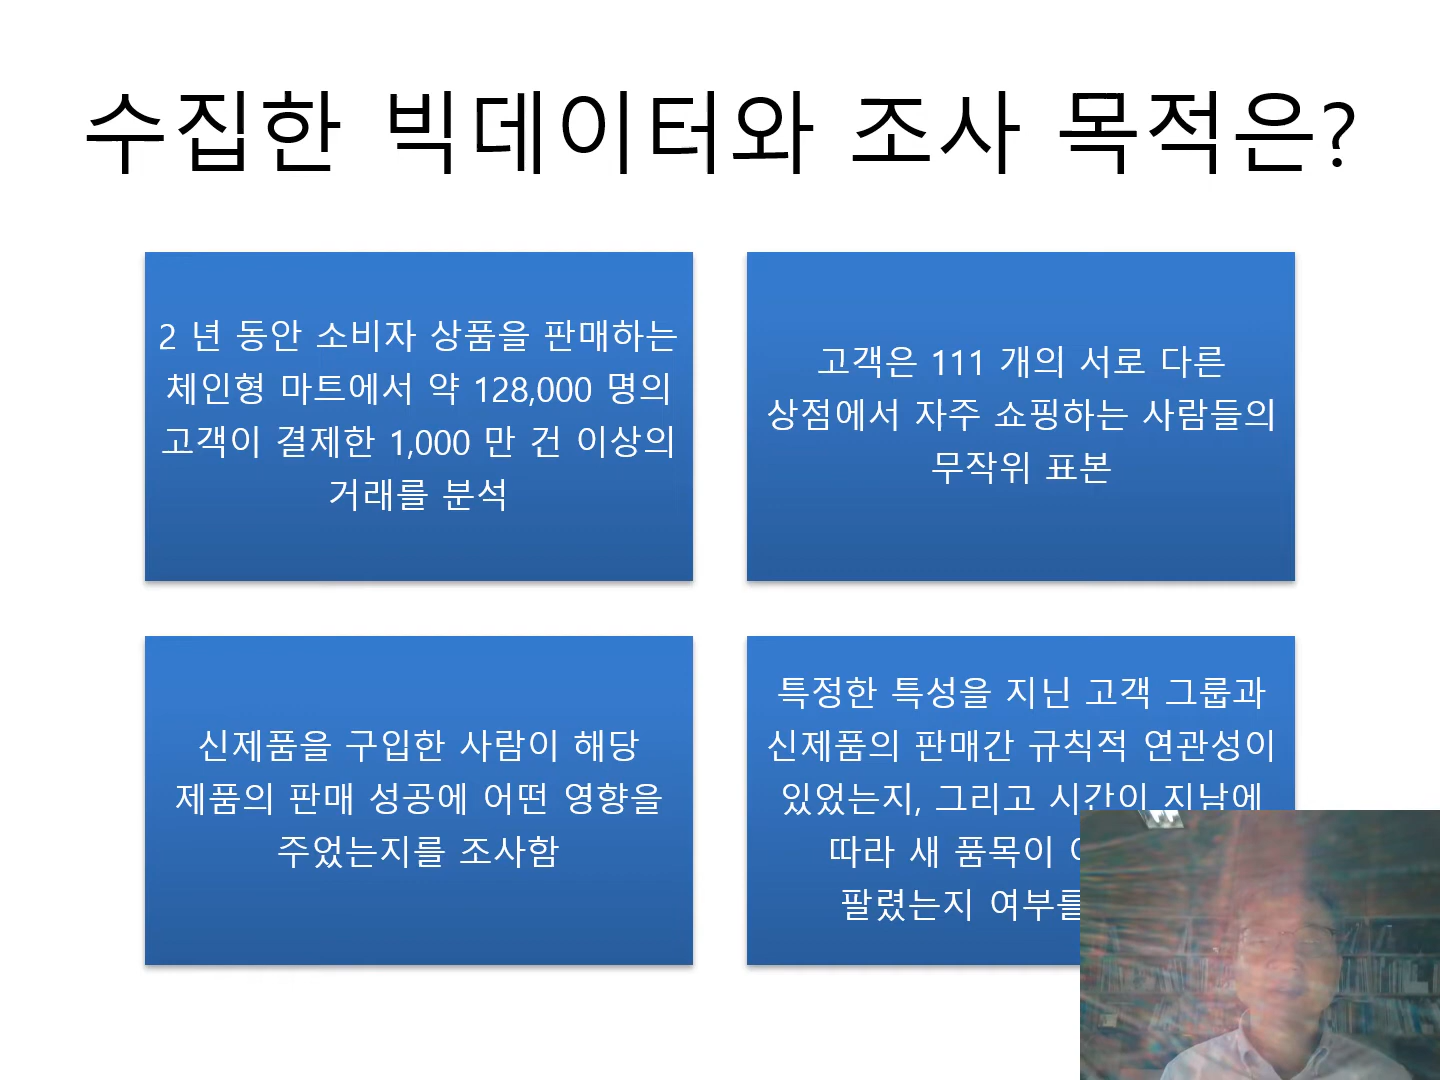 수집한 빅데이터와 조사 목적은?
2 년 동안 소비자 상품을 판매하는
체인형 마트에서 약 128,000 명의
고객이 결제한 1,000 만 건 이상의
거래를 분석
고객은 111 개의 서로 다른
상점에서 자주 쇼핑하는 사람들의
무작위 표본
신제품을 구입한 사람이 해당
제품의 판매 성공에 어떤 영향을
주었는지를 조사함
특정한 특성을 지닌 고객 그룹과
신제품의 판매간 규칙적 연관성이
있었는지, 그리고 시간이 지남에
따라 새 품목이
팔렸는지 여부를